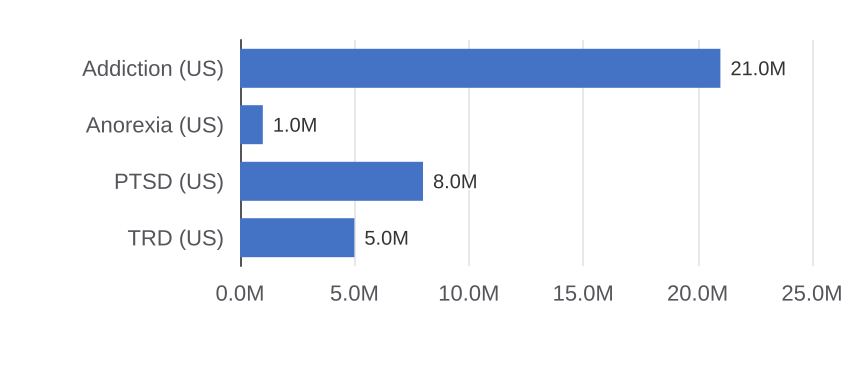 Addiction (US) 21.0M
Anorexia (US) 1.0M
PTSD (US) 8.0M
TRD (US) 5.0M
0.0M 5.0M 10.0M 15.0M 20.0M 25.0M